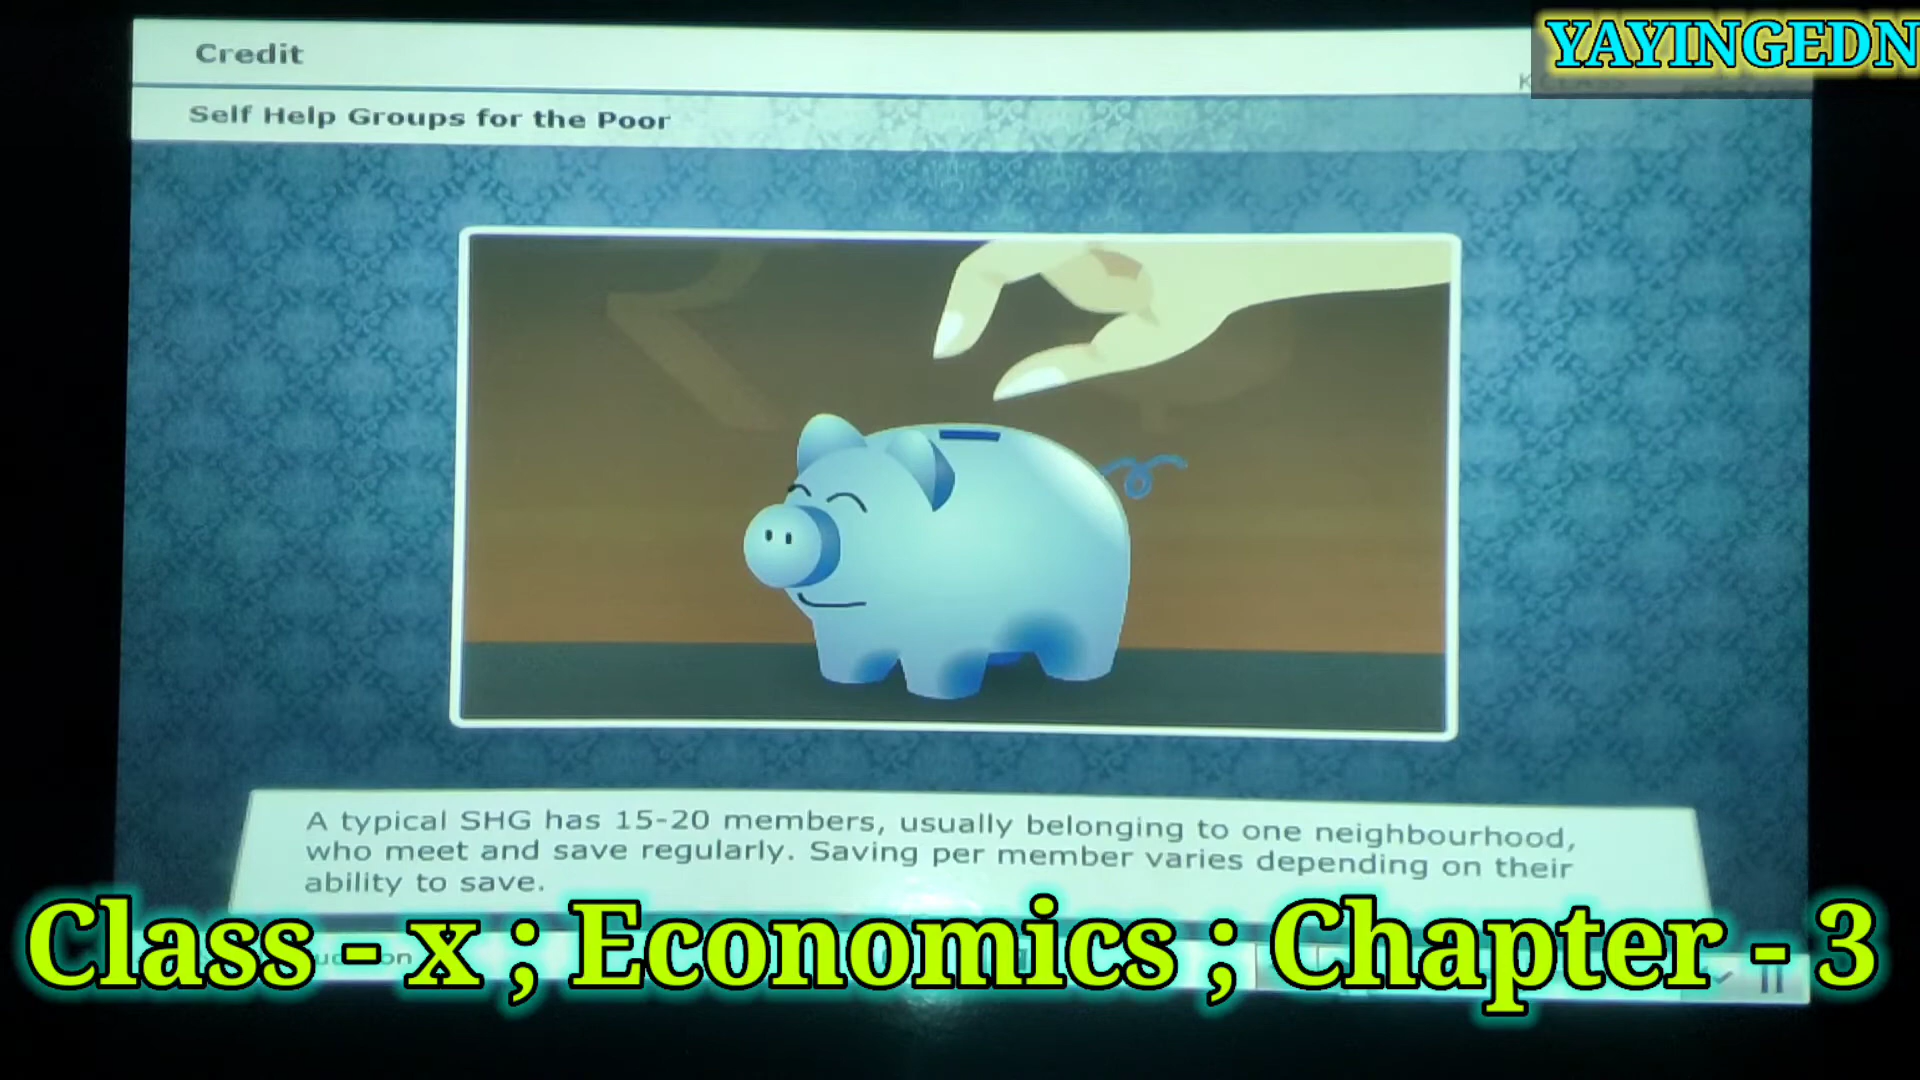 YAYINGEDN
Credit
Self Help Groups for the Poor
A typical SHG has 15-20 members, usually belonging to one neighbourhood,
who meet and save regularly. Saving per member varies depending on their
ability to save.
Class - x ; Economics ; Chapter - 3